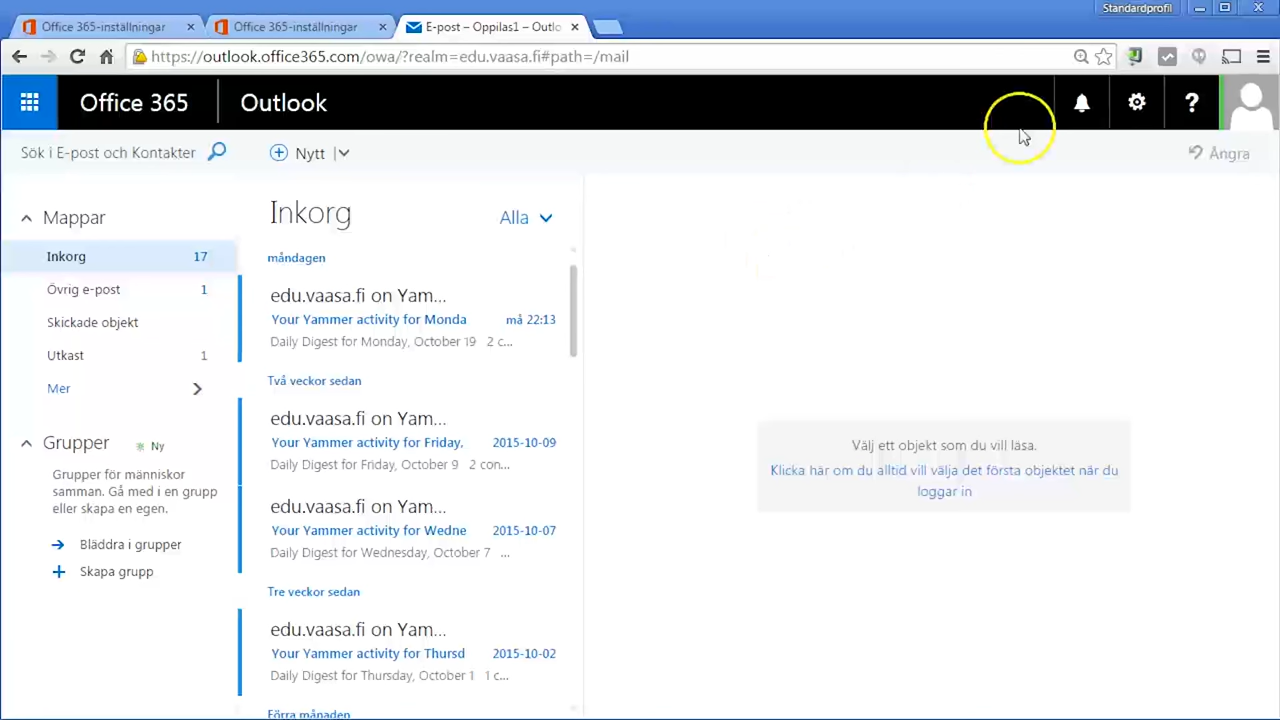 Standardprofil
Office 365-inställningar
Office 365-inställningar
E-post – Oppilas1 – Outlo
https://outlook.office365.com/owa/?realm=edu.vaasa.fi#path=/mail
Office 365
Outlook
?
Sök i E-post och Kontakter
Nytt
Ångra
Mappar
Inkorg 17
Övrig e-post 1
Skickade objekt
Utkast 1
Mer
Grupper Ny
Grupper för människor
samman. Gå med i en grupp
eller skapa en egen.
Bläddra i grupper
Skapa grupp
Inkorg
Alla
måndagen
edu.vaasa.fi on Yam...
Your Yammer activity for Monda må 22:13
Daily Digest for Monday, October 19 2 c...
Två veckor sedan
edu.vaasa.fi on Yam...
Your Yammer activity for Friday, 2015-10-09
Daily Digest for Friday, October 9 2 con...
edu.vaasa.fi on Yam...
Your Yammer activity for Wedne 2015-10-07
Daily Digest for Wednesday, October 7 ...
Tre veckor sedan
edu.vaasa.fi on Yam...
Your Yammer activity for Thursd 2015-10-02
Daily Digest for Thursday, October 1 1 c...
Förra månaden
Välj ett objekt som du vill läsa.
Klicka här om du alltid vill välja det första objektet när du
loggar in